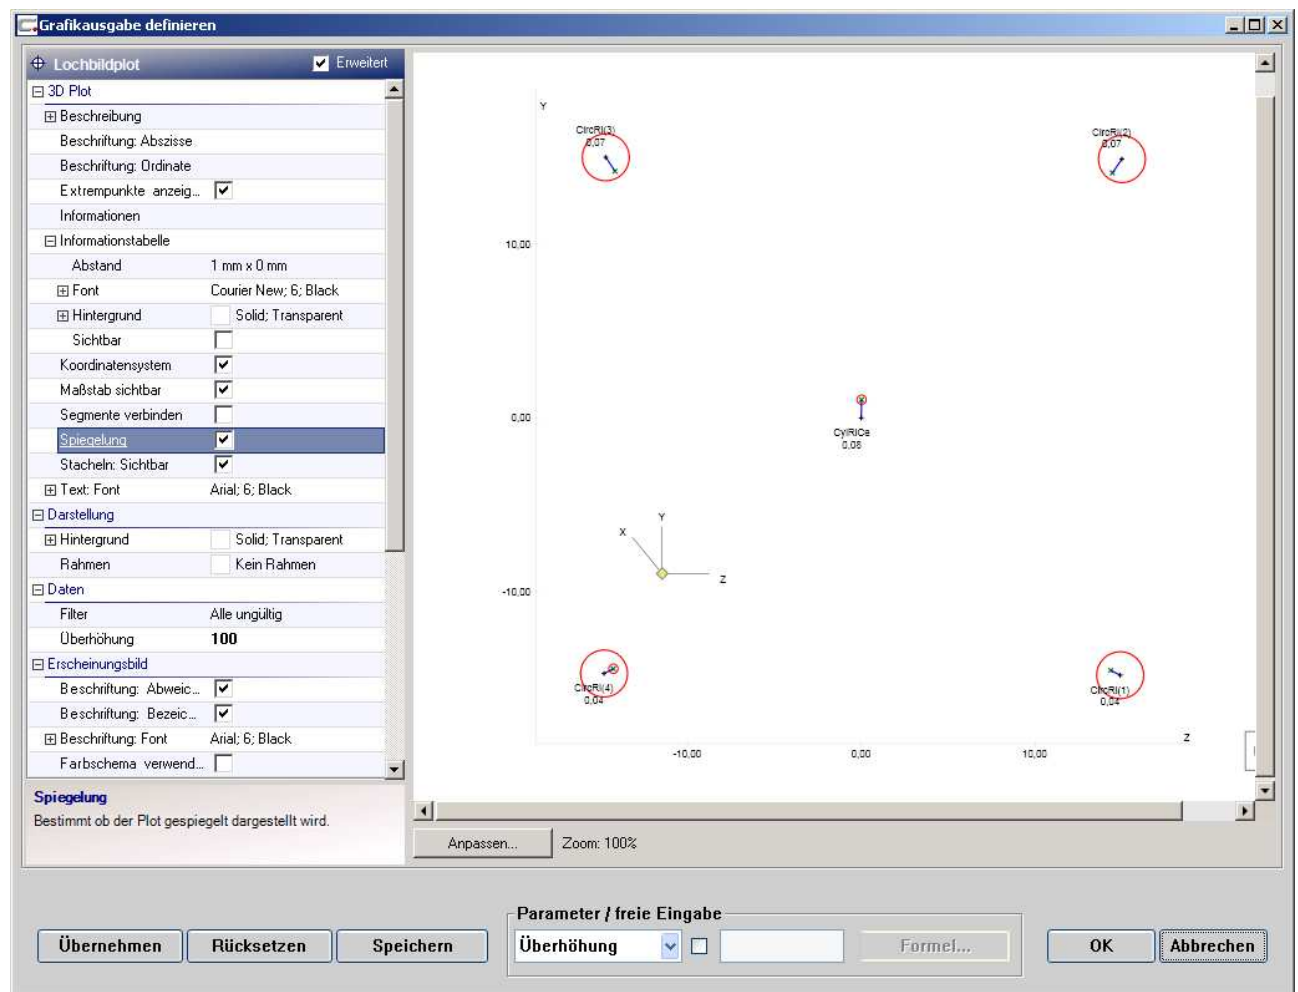 Grafikausgabe definieren
Lochbildplot Erweitert
3D Plot
Beschreibung
Beschriftung: Abszisse
Beschriftung: Ordinate
Extrempunkte anzeig...
Informationen
Informationstabelle
Abstand 1 mm x 0 mm
Font Courier New; 6; Black
Hintergrund Solid; Transparent
Sichtbar
Koordinatensystem
Maßstab sichtbar
Segmente verbinden
Spiegelung
Stacheln: Sichtbar
Text: Font Arial; 6; Black
Darstellung
Hintergrund Solid; Transparent
Rahmen Kein Rahmen
Daten
Filter Alle ungültig
Überhöhung 100
Erscheinungsbild
Beschriftung: Abweic...
Beschriftung: Bezeic...
Beschriftung: Font Arial; 6; Black
Farbschema verwend...
Spiegelung
Bestimmt ob der Plot gespiegelt dargestellt wird.
Y
CircRI(3)
0,07
CircRI(2)
0,07
10,00
0,00
CylRICe
0,08
Y
X
Z
-10,00
CircRI(4)
0,04
CircRI(1)
0,04
Z
-10,00 0,00 10,00
Anpassen... Zoom: 100%
Parameter / freie Eingabe
Übernehmen Rücksetzen Speichern Überhöhung Formel... OK Abbrechen